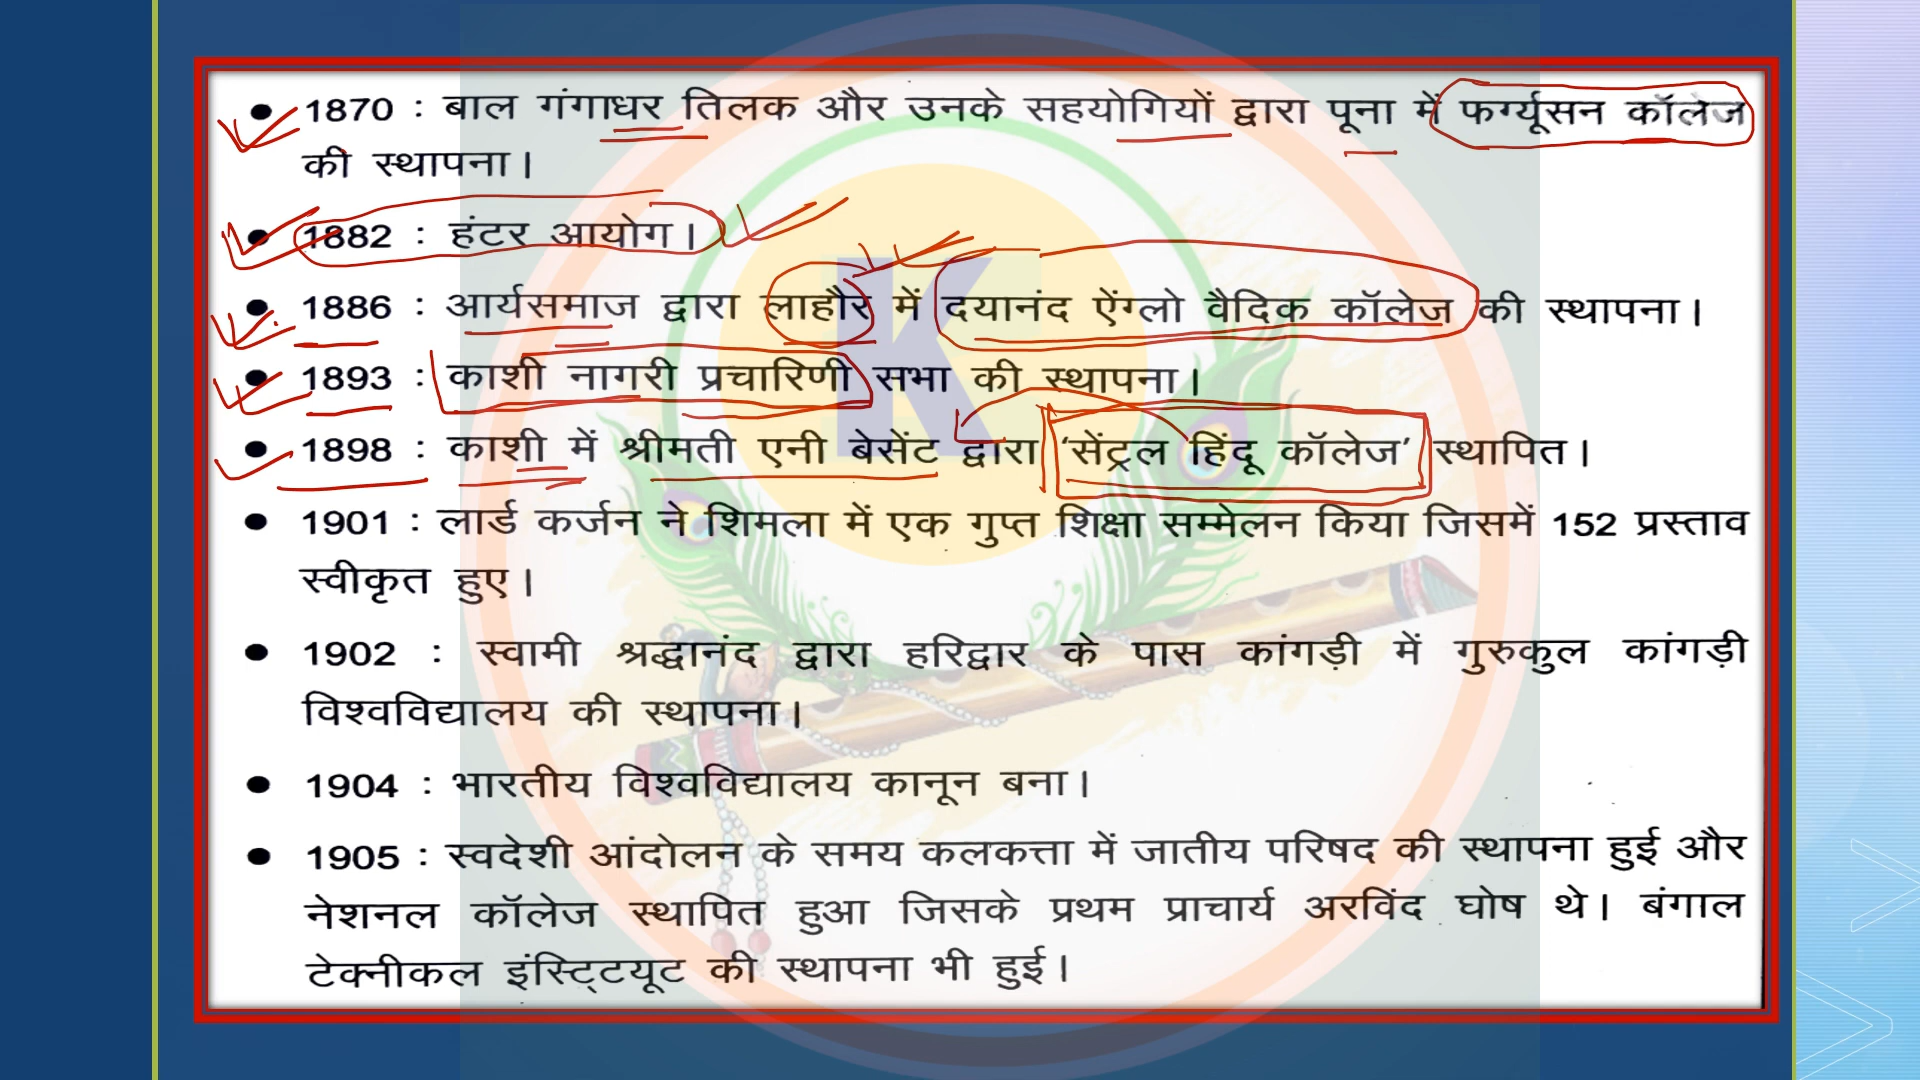 • 1870 : बाल गंगाधर तिलक और उनके सहयोगियों द्वारा पूना में फर्ग्यूसन कॉलेज
की स्थापना।
• 1882 : हंटर आयोग।
• 1886 : आर्यसमाज द्वारा लाहौर में दयानंद ऐंग्लो वैदिक कॉलेज की स्थापना।
• 1893 : काशी नागरी प्रचारिणी सभा की स्थापना।
• 1898 : काशी में श्रीमती एनी बेसेंट द्वारा ‘सेंट्रल हिंदू कॉलेज’ स्थापित।
• 1901 : लार्ड कर्जन ने शिमला में एक गुप्त शिक्षा सम्मेलन किया जिसमें 152 प्रस्ताव
स्वीकृत हुए।
• 1902 : स्वामी श्रद्धानंद द्वारा हरिद्वार के पास कांगड़ी में गुरुकुल कांगड़ी
विश्वविद्यालय की स्थापना।
• 1904 : भारतीय विश्वविद्यालय कानून बना।
• 1905 : स्वदेशी आंदोलन के समय कलकत्ता में जातीय परिषद की स्थापना हुई और
नेशनल कॉलेज स्थापित हुआ जिसके प्रथम प्राचार्य अरविंद घोष थे। बंगाल
टेक्नीकल इंस्टि्टयूट की स्थापना भी हुई।
K